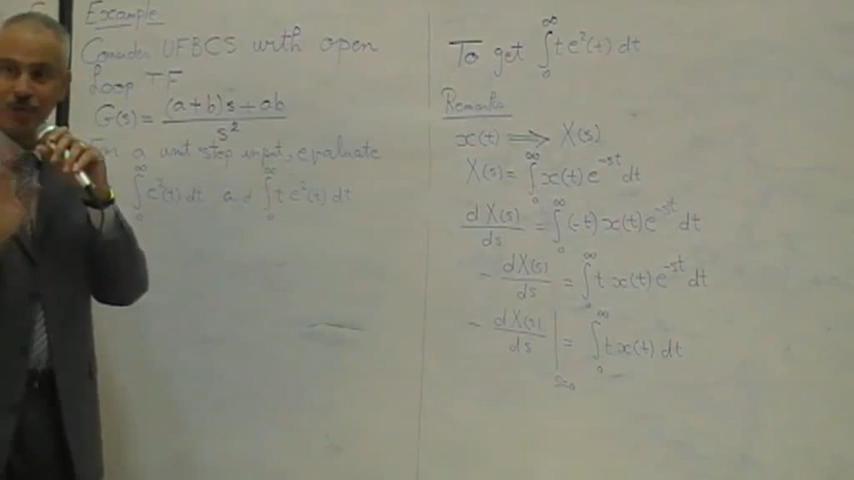 Example
Consider UFBCS with open
Loop TF
G(s) = (a+b)s+ab / s²
For a unit step input, evaluate
∫₀^∞ e²(t) dt and ∫₀^∞ t e²(t) dt
To get ∫₀^∞ t e²(t) dt
Remarks
x(t) ⟹ X(s)
X(s) = ∫₀^∞ x(t) e^{-st} dt
dX(s)/ds = ∫₀^∞ (-t) x(t) e^{-st} dt
- dX(s)/ds = ∫₀^∞ t x(t) e^{-st} dt
- dX(s)/ds |_{s=0} = ∫₀^∞ t x(t) dt